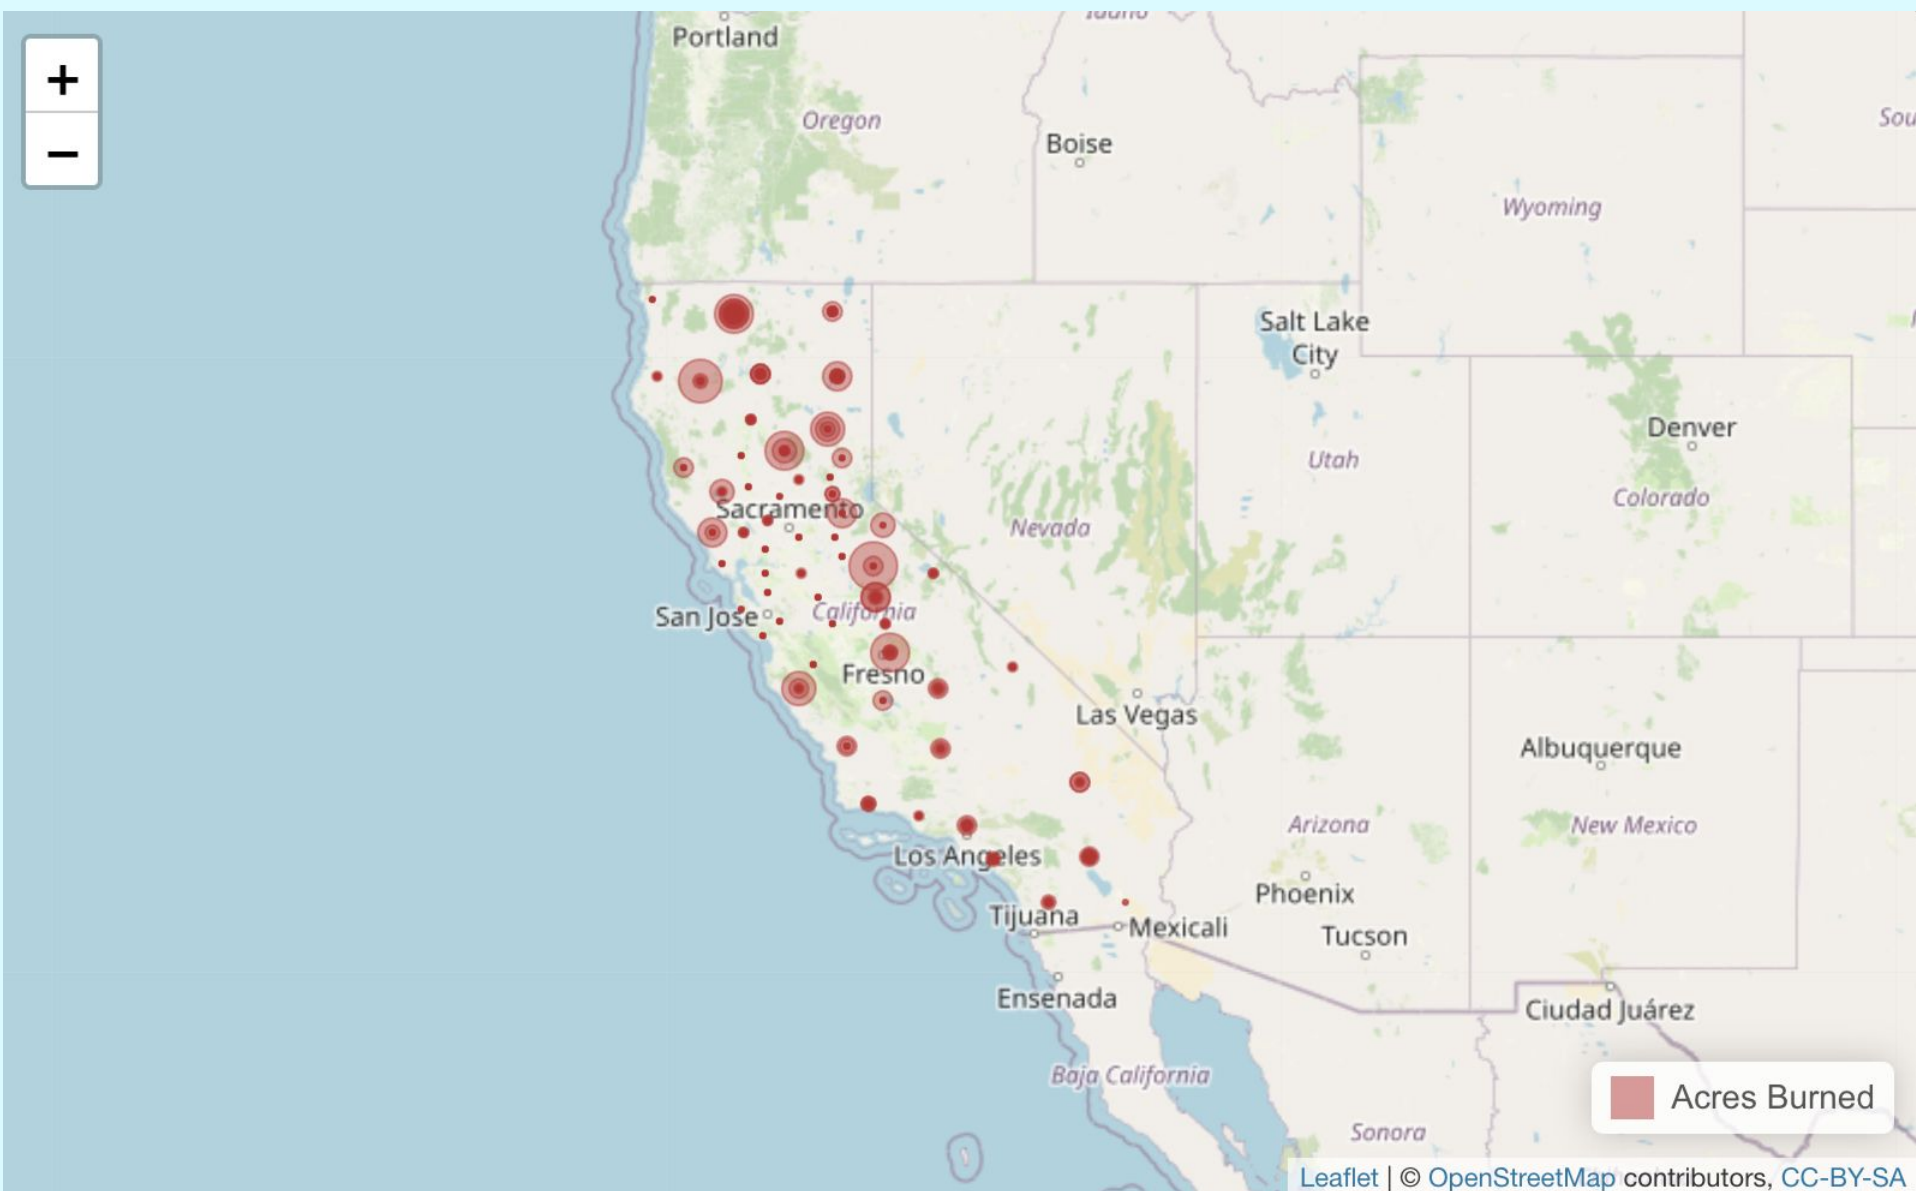 Portland
+
−
Oregon
Boise
Wyoming
Salt Lake
City
Denver
Utah
Colorado
Sacramento
Nevada
San Jose
California
Fresno
Las Vegas
Albuquerque
Arizona
New Mexico
Los Angeles
Phoenix
Tijuana
Mexicali
Tucson
Ensenada
Ciudad Juárez
Baja California
Acres Burned
Sonora
Leaflet | © OpenStreetMap contributors, CC-BY-SA